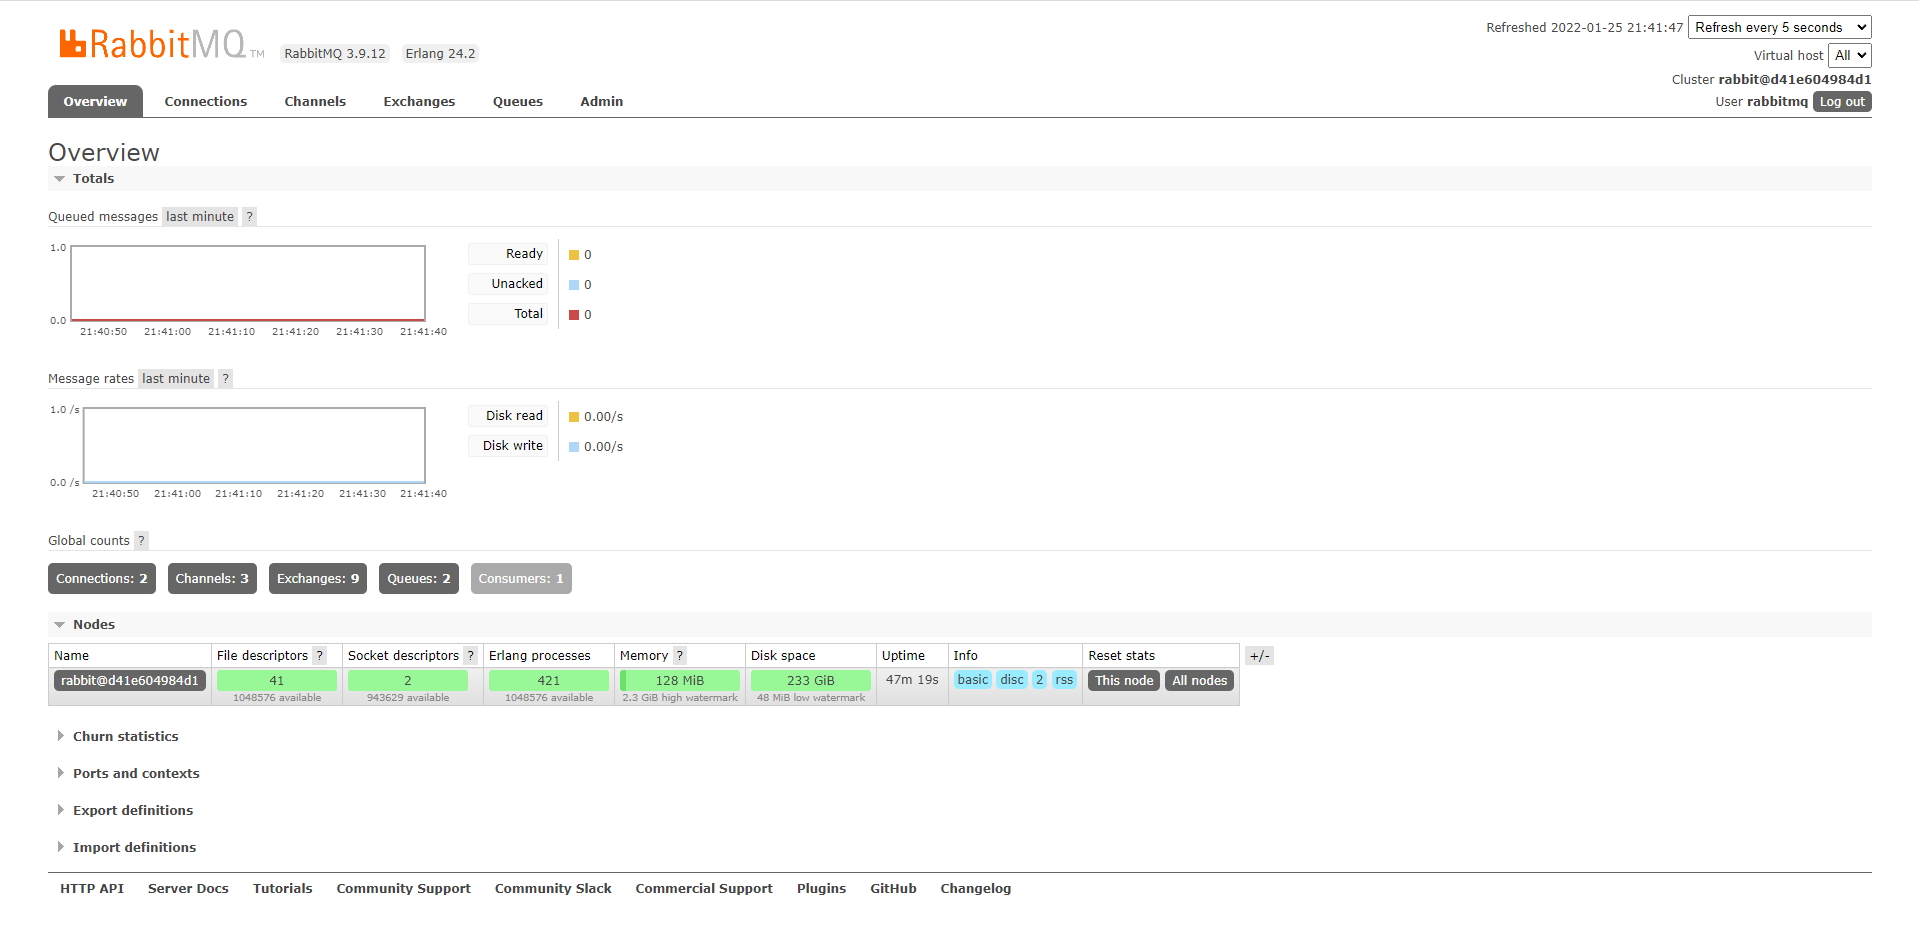 RabbitMQ TM RabbitMQ 3.9.12 Erlang 24.2
Refreshed 2022-01-25 21:41:47 Refresh every 5 seconds
Virtual host All
Cluster rabbit@d41e604984d1
User rabbitmq Log out
Overview Connections Channels Exchanges Queues Admin
Overview
Totals
Queued messages last minute ?
1.0
0.0
21:40:50 21:41:00 21:41:10 21:41:20 21:41:30 21:41:40
Ready 0
Unacked 0
Total 0
Message rates last minute ?
1.0 /s
0.0 /s
21:40:50 21:41:00 21:41:10 21:41:20 21:41:30 21:41:40
Disk read 0.00/s
Disk write 0.00/s
Global counts ?
Connections: 2 Channels: 3 Exchanges: 9 Queues: 2 Consumers: 1
Nodes
Name File descriptors ? Socket descriptors ? Erlang processes Memory ? Disk space Uptime Info Reset stats +/-
rabbit@d41e604984d1 41 2 421 128 MiB 233 GiB 47m 19s basic disc 2 rss This node All nodes
1048576 available 943629 available 1048576 available 2.3 GiB high watermark 48 MiB low watermark
Churn statistics
Ports and contexts
Export definitions
Import definitions
HTTP API Server Docs Tutorials Community Support Community Slack Commercial Support Plugins GitHub Changelog